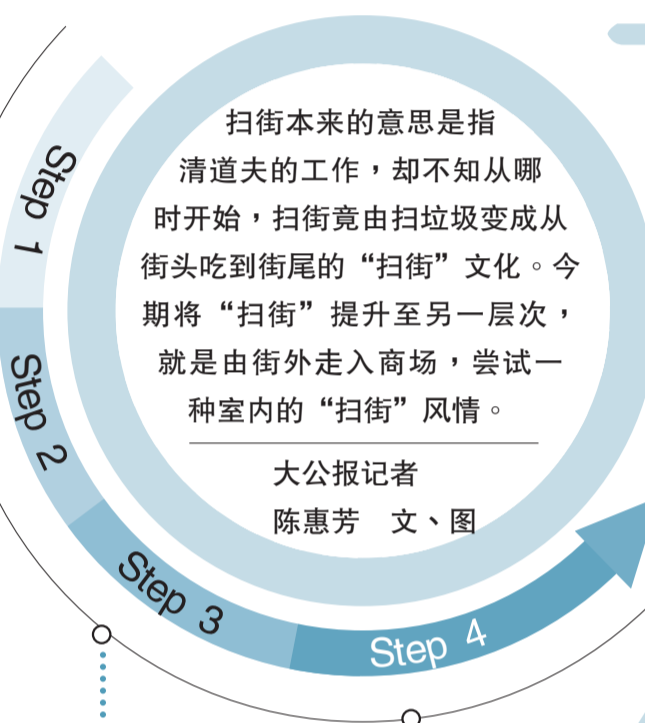 扫街本来的意思是指
清道夫的工作，却不知从哪
时开始，扫街竟由扫垃圾变成从
街头吃到街尾的“扫街”文化。今
期将“扫街”提升至另一层次，
就是由街外走入商场，尝试一
种室内的“扫街”风情。
大公报记者
陈惠芳　文、图
Step 1
Step 2
Step 3
Step 4